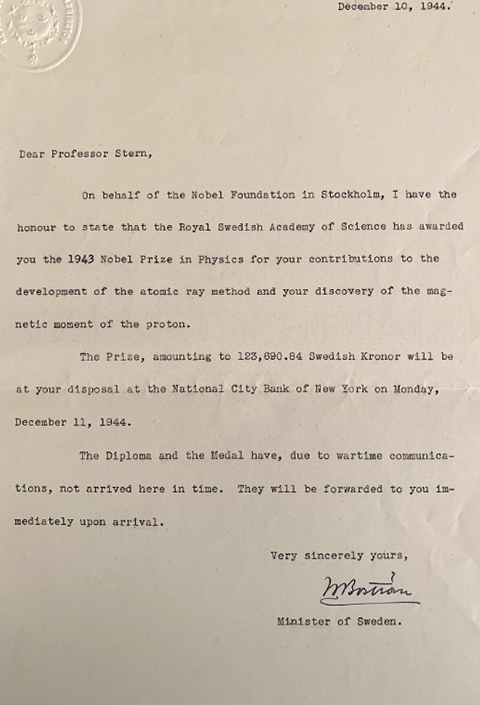 December 10, 1944.
Dear Professor Stern,
On behalf of the Nobel Foundation in Stockholm, I have the
honour to state that the Royal Swedish Academy of Science has awarded
you the 1943 Nobel Prize in Physics for your contributions to the
development of the atomic ray method and your discovery of the mag-
netic moment of the proton.
The Prize, amounting to 123,690.84 Swedish Kronor will be
at your disposal at the National City Bank of New York on Monday,
December 11, 1944.
The Diploma and the Medal have, due to wartime communica-
tions, not arrived here in time. They will be forwarded to you im-
mediately upon arrival.
Very sincerely yours,
WBoström
Minister of Sweden.